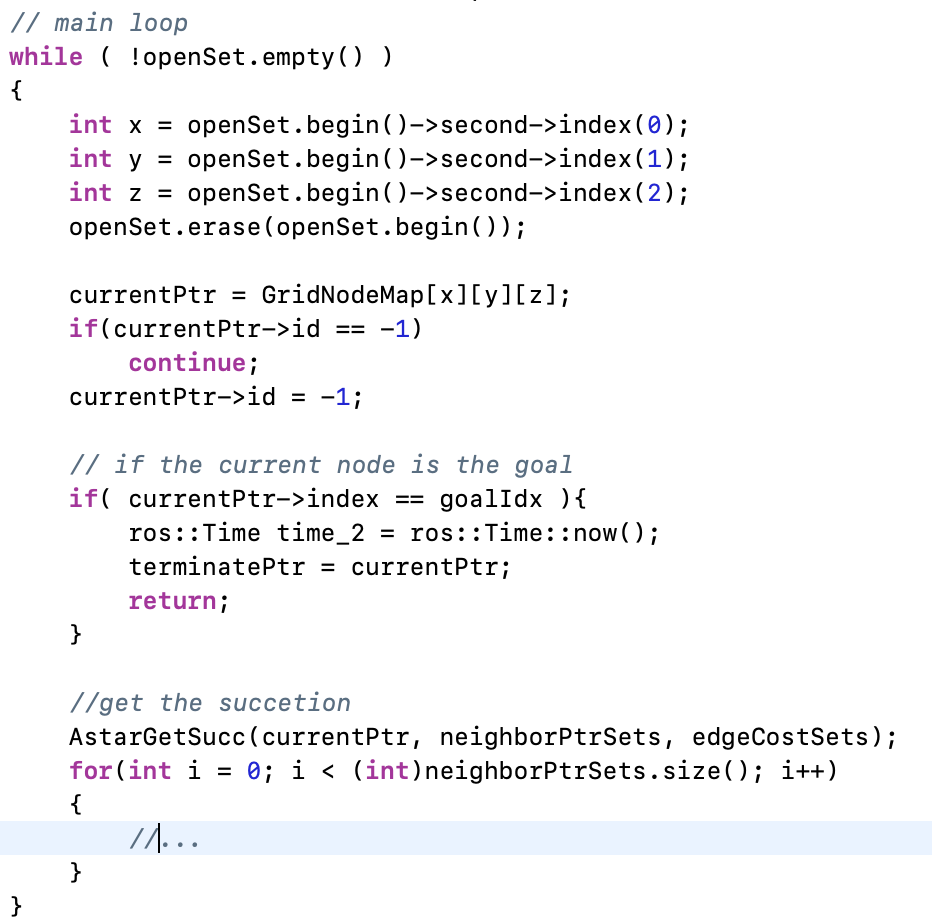 // main loop
while ( !openSet.empty() )
{
    int x = openSet.begin()->second->index(0);
    int y = openSet.begin()->second->index(1);
    int z = openSet.begin()->second->index(2);
    openSet.erase(openSet.begin());

    currentPtr = GridNodeMap[x][y][z];
    if(currentPtr->id == -1)
        continue;
    currentPtr->id = -1;

    // if the current node is the goal
    if( currentPtr->index == goalIdx ){
        ros::Time time_2 = ros::Time::now();
        terminatePtr = currentPtr;
        return;
    }

    //get the succetion
    AstarGetSucc(currentPtr, neighborPtrSets, edgeCostSets);
    for(int i = 0; i < (int)neighborPtrSets.size(); i++)
    {
        //...
    }
}